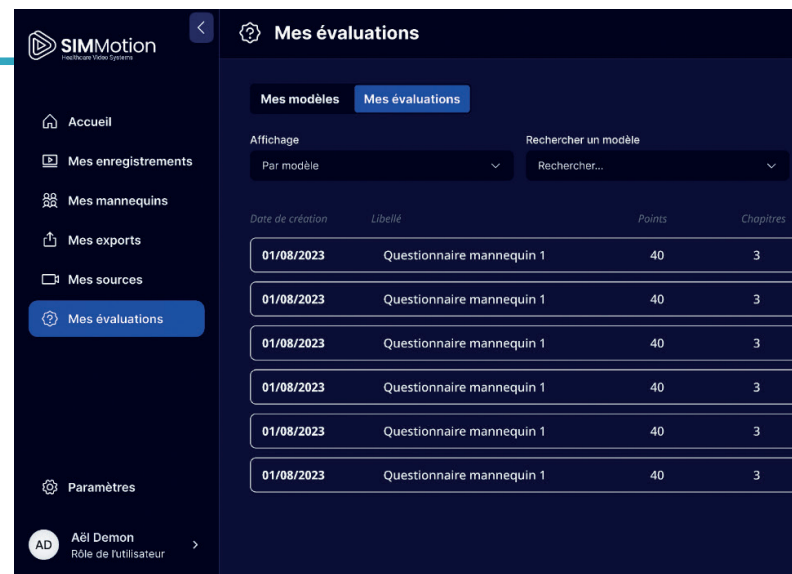 SIMMotion
Healthcare Video Systems
Accueil
Mes enregistrements
Mes mannequins
Mes exports
Mes sources
Mes évaluations
Paramètres
AD
Aël Demon
Rôle de l'utilisateur
Mes évaluations
Mes modèles Mes évaluations
Affichage Rechercher un modèle
Par modèle Rechercher...
Date de création Libellé Points Chapitres
01/08/2023 Questionnaire mannequin 1 40 3
01/08/2023 Questionnaire mannequin 1 40 3
01/08/2023 Questionnaire mannequin 1 40 3
01/08/2023 Questionnaire mannequin 1 40 3
01/08/2023 Questionnaire mannequin 1 40 3
01/08/2023 Questionnaire mannequin 1 40 3